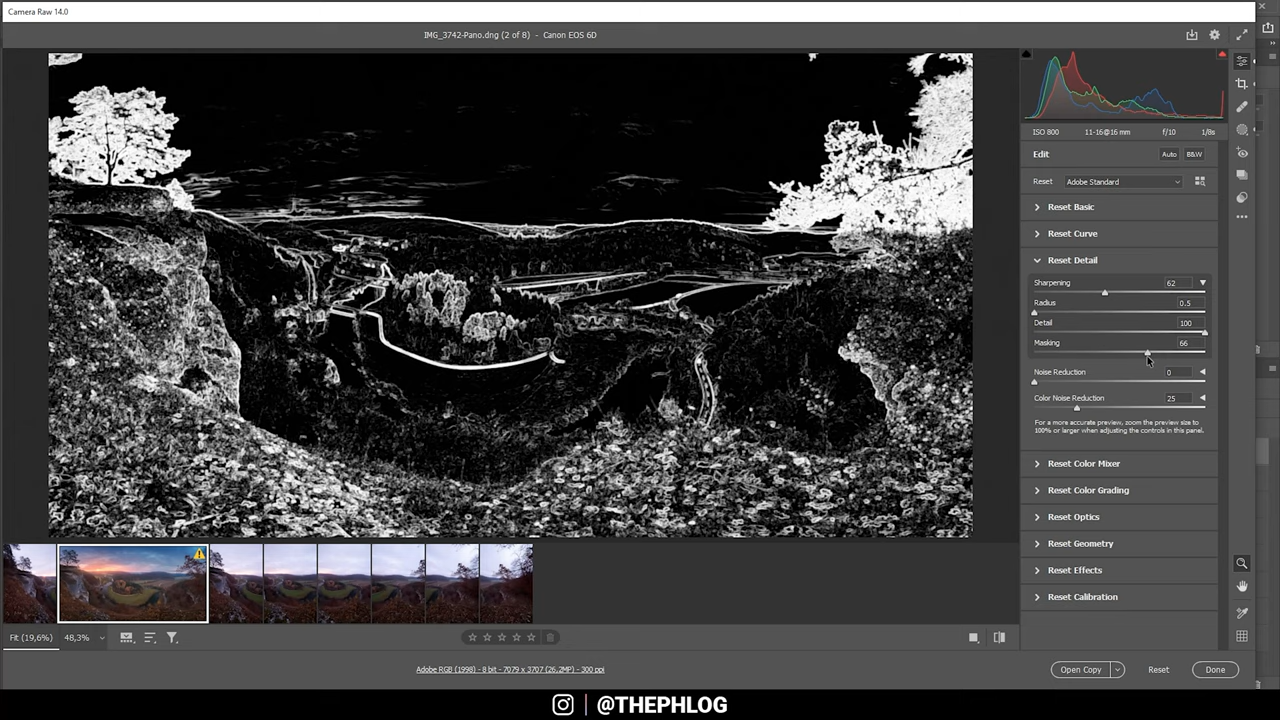 Camera Raw 14.0
IMG_3742-Pano.dng (2 of 8) - Canon EOS 6D
ISO 800 11-16@16 mm f/10 1/8s
Edit Auto B&W
Reset Adobe Standard
Reset Basic
Reset Curve
Reset Detail
Sharpening 62
Radius 0.5
Detail 100
Masking 66
Noise Reduction 0
Color Noise Reduction 25
For a more accurate preview, zoom the preview size to
100% or larger when adjusting the controls in this panel.
Reset Color Mixer
Reset Color Grading
Reset Optics
Reset Geometry
Reset Effects
Reset Calibration
Fit (19,6%) 48,3%
Adobe RGB (1998) - 8 bit - 7079 x 3707 (26,2MP) - 300 ppi
Open Copy Reset Done
@THEPHLOG